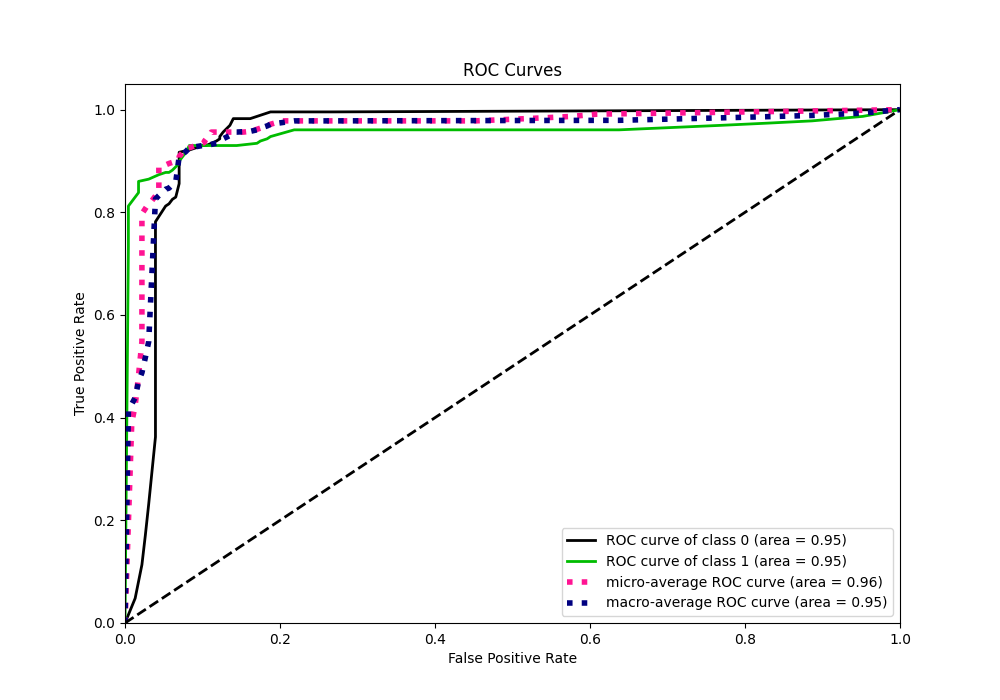 ROC Curves
1.0
0.8
0.6
0.4
0.2
0.0
True Positive Rate
ROC curve of class 0 (area = 0.95)
ROC curve of class 1 (area = 0.95)
micro-average ROC curve (area = 0.96)
macro-average ROC curve (area = 0.95)
0.0 0.2 0.4 0.6 0.8 1.0
False Positive Rate